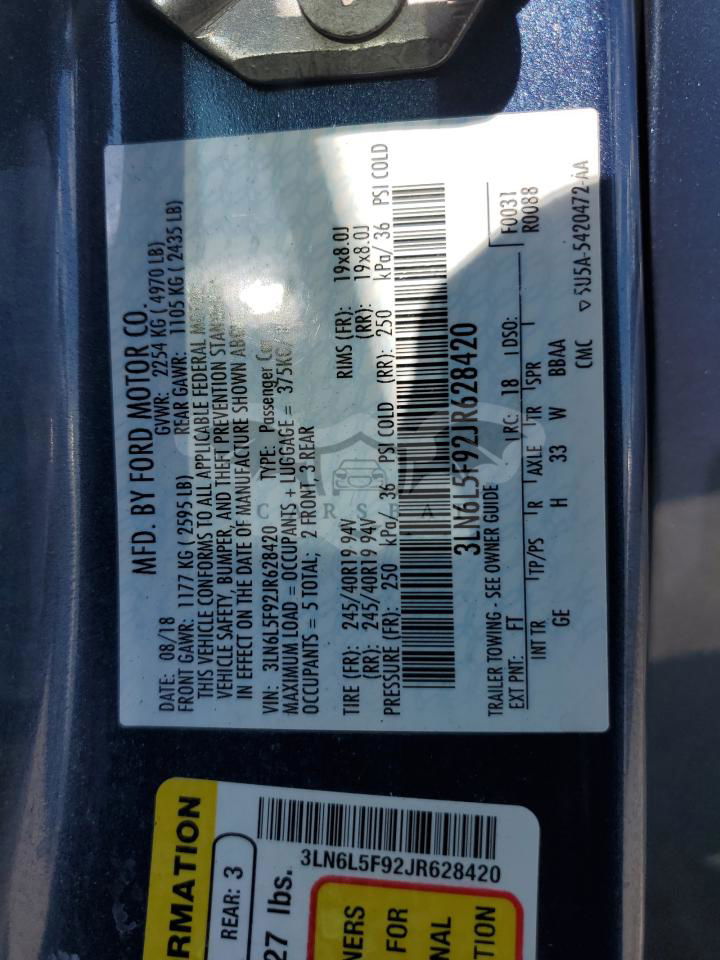 MFD. BY FORD MOTOR CO.
DATE: 08/18 GVWR: 2254 KG ( 4970 LB)
FRONT GAWR: 1177 KG ( 2595 LB) REAR GAWR: 1105 KG ( 2435 LB)
THIS VEHICLE CONFORMS TO ALL APPLICABLE FEDERAL
VEHICLE SAFETY, BUMPER, AND THEFT PREVENTION
IN EFFECT ON THE DATE OF MANUFACTURE SHOWN
VIN: 3LN6L5F92JR628420 TYPE: Passenger
MAXIMUM LOAD = OCCUPANTS + LUGGAGE = 375KG
OCCUPANTS = 5 TOTAL; 2 FRONT, 3 REAR
TIRE (FR): 245/40R19 94V RIMS (FR): 19x8.0J
(RR): 245/40R19 94V (RR): 19x8.0J
PRESSURE (FR): 250 kPa/ 36 PSI COLD (RR): 250 kPa/ 36 PSI COLD
3LN6L5F92JR628420
TRAILER TOWING - SEE OWNER GUIDE
EXT PNT: FT RC: 18 DSO: F0031
R0088
INT TR TP/PS R AXLE TR SPR
GE H 33 W BBAA
CMC
5U5A-5420472-AA
CARSBA
RMATION
REAR: 3
27 lbs.
3LN6L5F92JR628420
NERS
FOR
NAL
TION